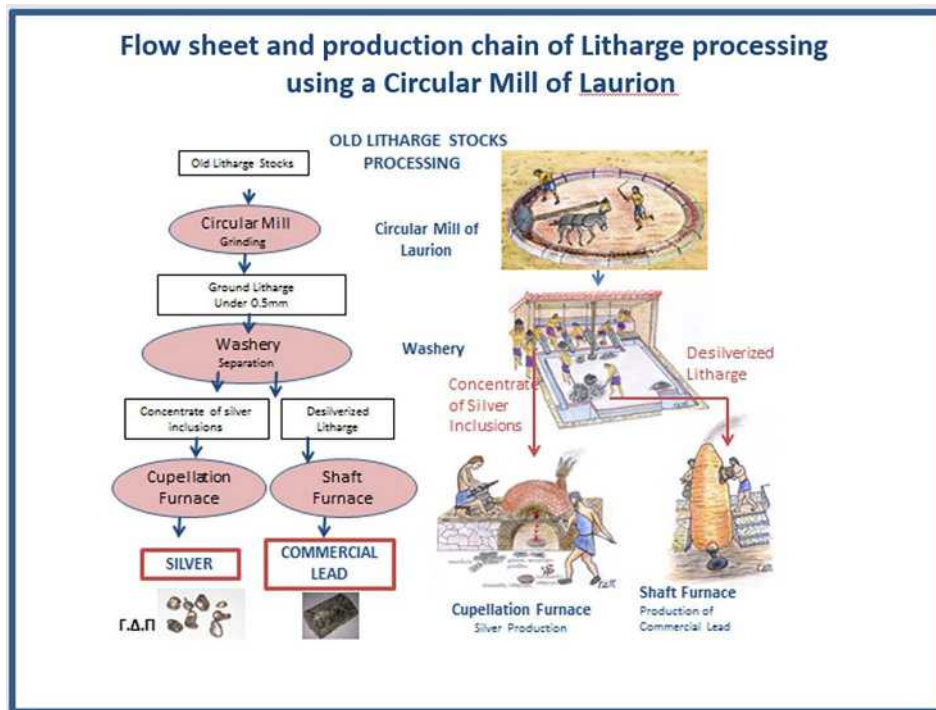 Flow sheet and production chain of Litharge processing
using a Circular Mill of Laurion
OLD LITHARGE STOCKS
PROCESSING
Old Litharge Stocks
Circular Mill
Grinding
Circular Mill of
Laurion
Ground Litharge
Under 0.5mm
Washery
Separation
Washery
Concentrate
of Silver
Inclusions
Desilverized
Litharge
Concentrate of silver
inclusions
Desilverized
Litharge
Cupellation
Furnace
Shaft
Furnace
SILVER
COMMERCIAL
LEAD
Γ.Δ.Π
Cupellation Furnace
Silver Production
Shaft Furnace
Production of
Commercial Lead